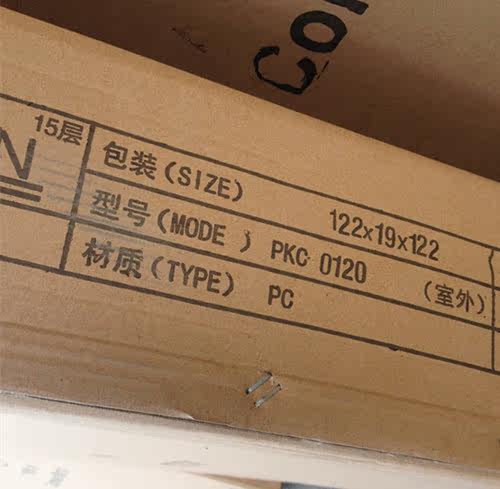 Co
15层
N
包装(SIZE) 122x19x122
型号(MODE ) PKC 0120 (室外)
材质(TYPE) PC